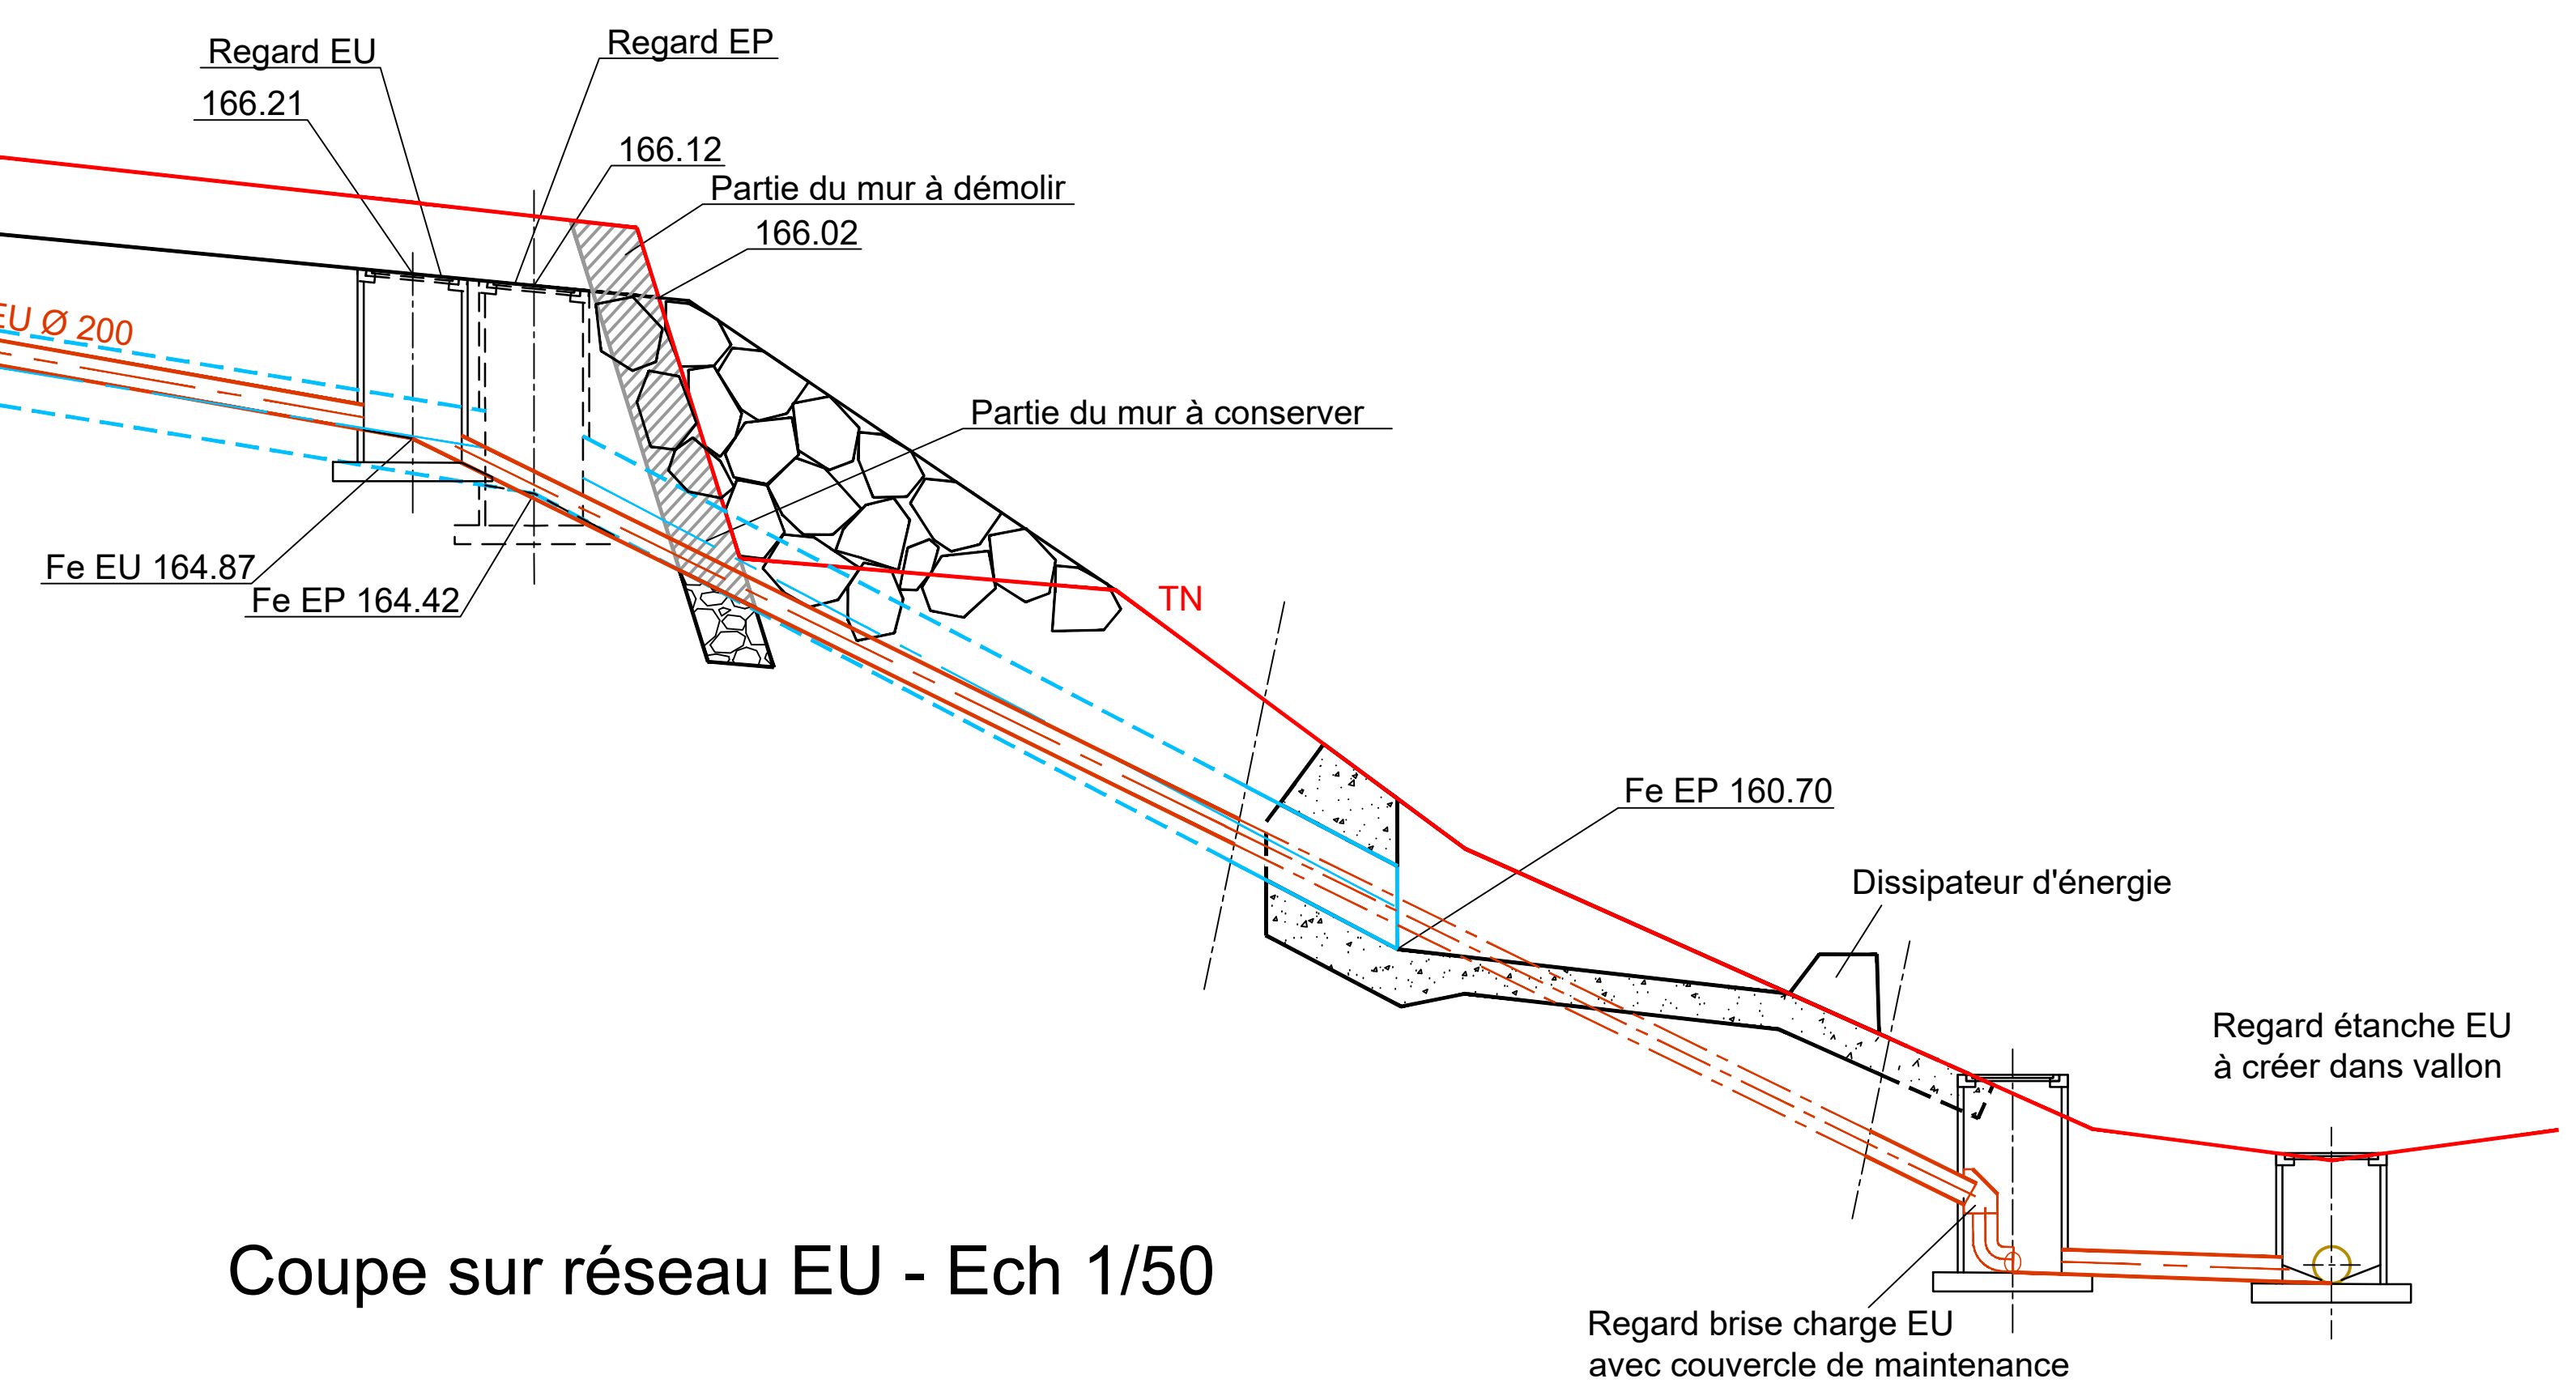 Regard EU
Regard EP
166.21
166.12
Partie du mur à démolir
166.02
EU Ø 200
Partie du mur à conserver
Fe EU 164.87
Fe EP 164.42
TN
Fe EP 160.70
Dissipateur d'énergie
Regard étanche EU
à créer dans vallon
Coupe sur réseau EU - Ech 1/50
Regard brise charge EU
avec couvercle de maintenance